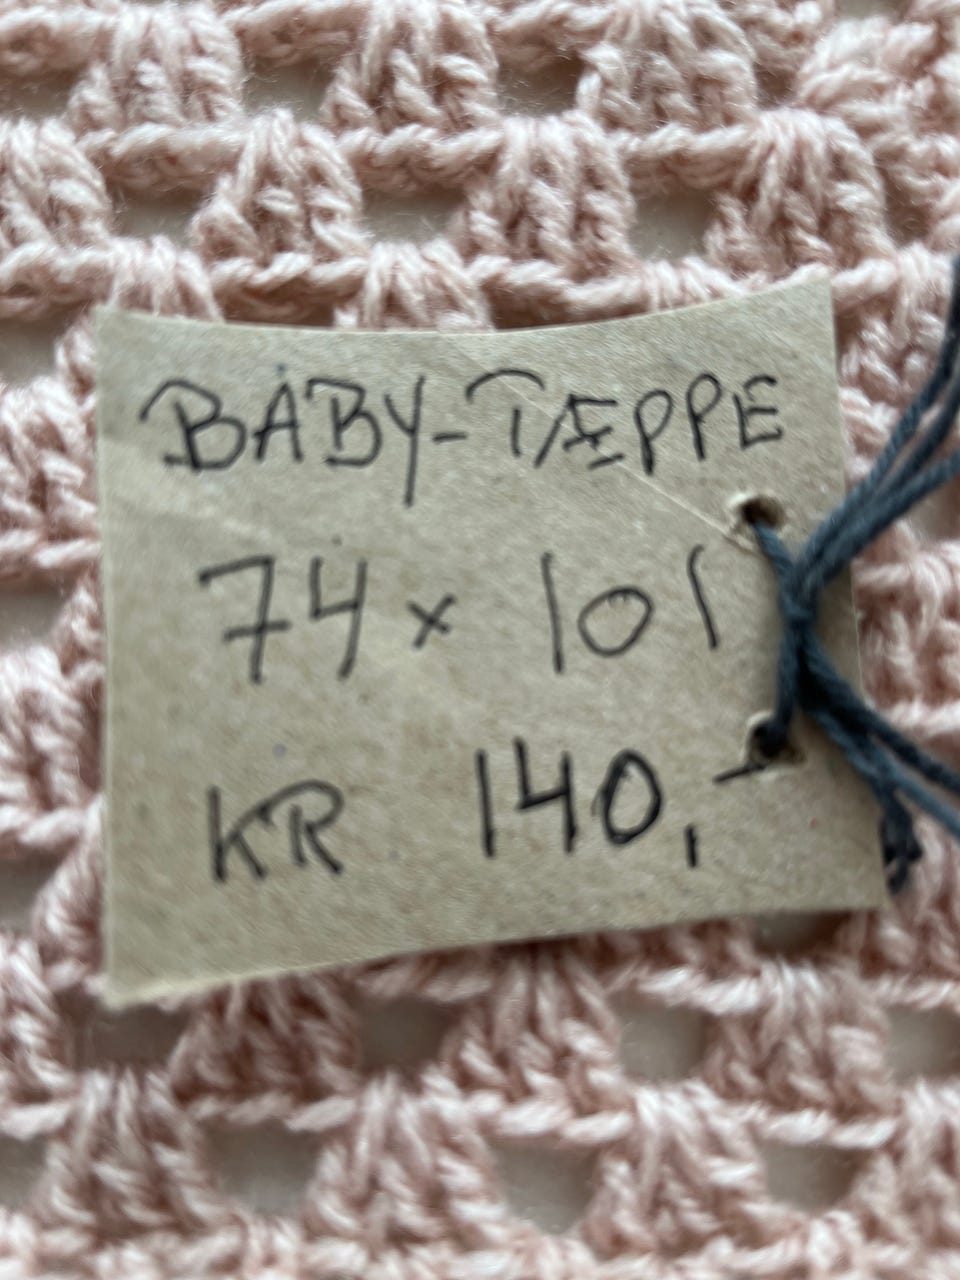 BABY-TÆPPE
74 x 101
KR 140,-